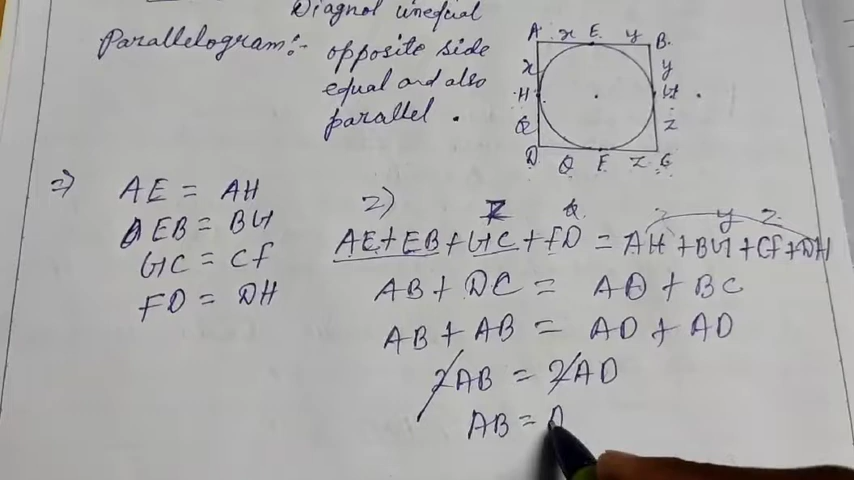 Diagnol unequal
Parallelogram:- opposite side
equal and also
parallel .
A x E y B
x y
H G
Q z
D Q F z C
=) AE = AH
EB = BG
GC = CF
FD = DH
2)
z Q y z
AE+EB+GC+FD = AH+BG+CF+DH
AB + DC = AD + BC
AB + AB = AD + AD
2AB = 2AD
AB =